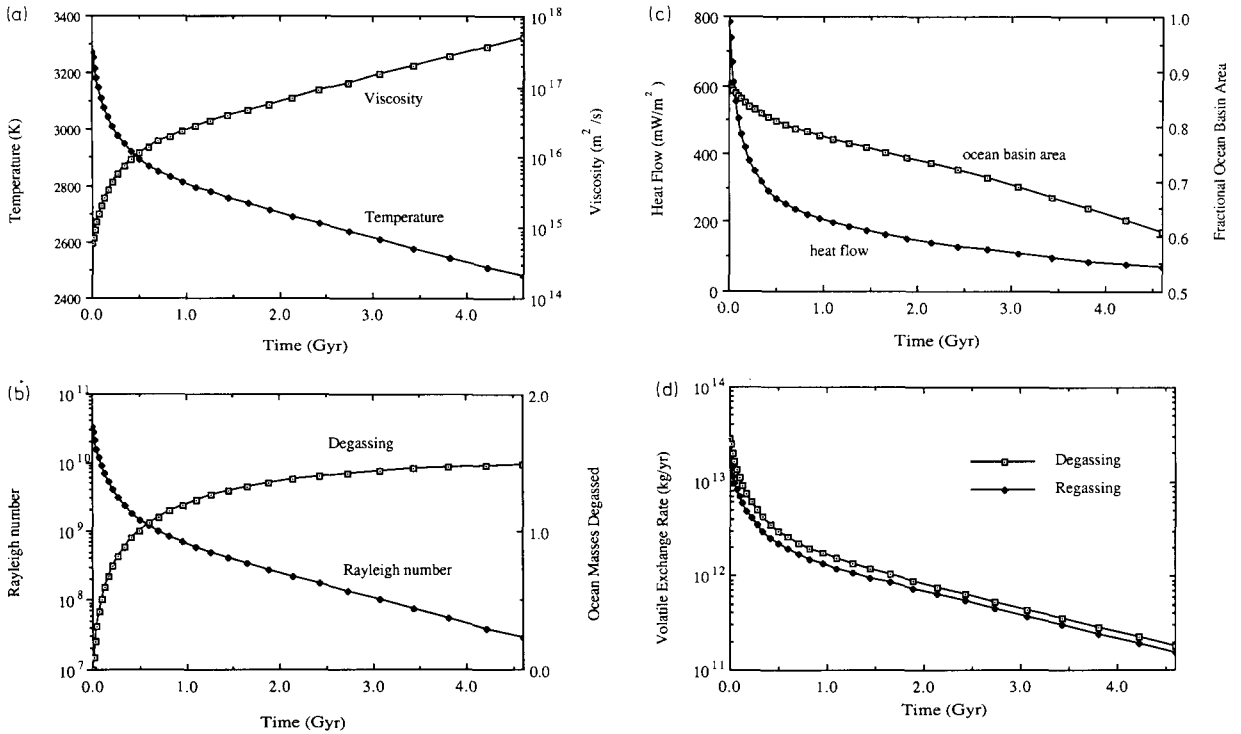 (a)
Temperature (K)
3400
3200
3000
2800
2600
2400
Viscosity
Temperature
10^18
10^17
10^16
10^15
10^14
Viscosity (m^2/s)
0.0 1.0 2.0 3.0 4.0
Time (Gyr)
(c)
Heat Flow (mW/m^2)
800
600
400
200
0
ocean basin area
heat flow
1.0
0.9
0.8
0.7
0.6
0.5
Fractional Ocean Basin Area
0.0 1.0 2.0 3.0 4.0
Time (Gyr)
(b)
Rayleigh number
10^11
10^10
10^9
10^8
10^7
Degassing
Rayleigh number
2.0
1.0
0.0
Ocean Masses Degassed
0.0 1.0 2.0 3.0 4.0
Time (Gyr)
(d)
Volatile Exchange Rate (kg/yr)
10^14
10^13
10^12
10^11
Degassing
Regassing
0.0 1.0 2.0 3.0 4.0
Time (Gyr)